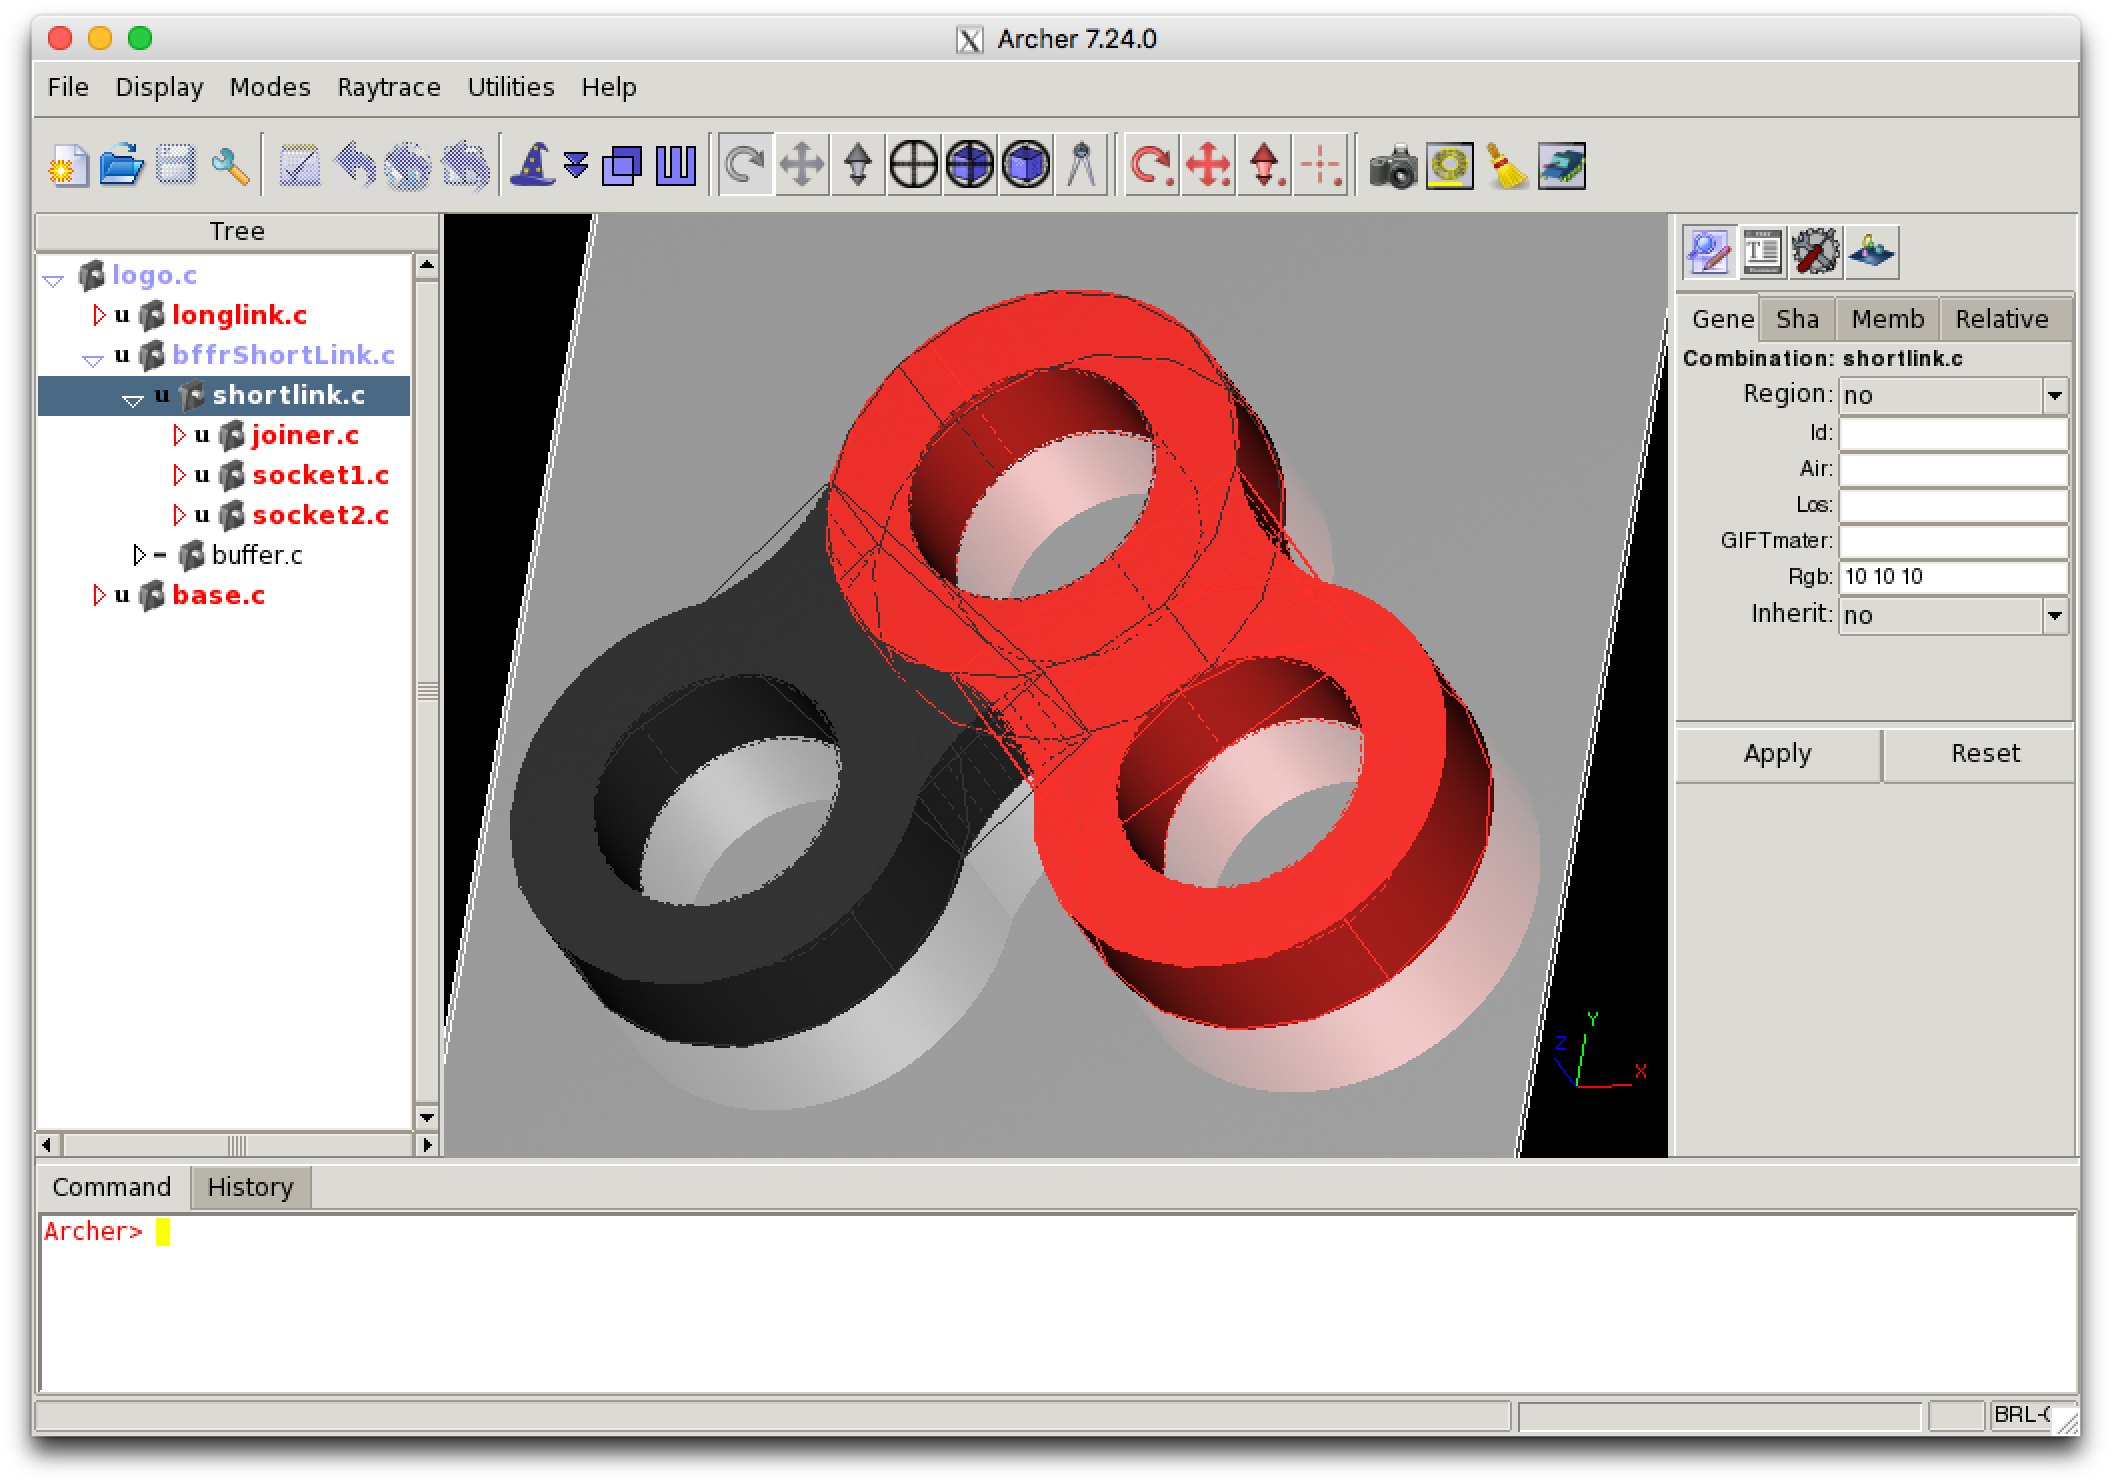 Archer 7.24.0
File Display Modes Raytrace Utilities Help
Tree
logo.c
u longlink.c
u bffrShortLink.c
u shortlink.c
u joiner.c
u socket1.c
u socket2.c
– buffer.c
u base.c
Y
Z
X
Gene Sha Memb Relative
Combination: shortlink.c
Region: no
Id:
Air:
Los:
GIFTmater:
Rgb: 10 10 10
Inherit: no
Apply Reset
Command History
Archer>
BRL-